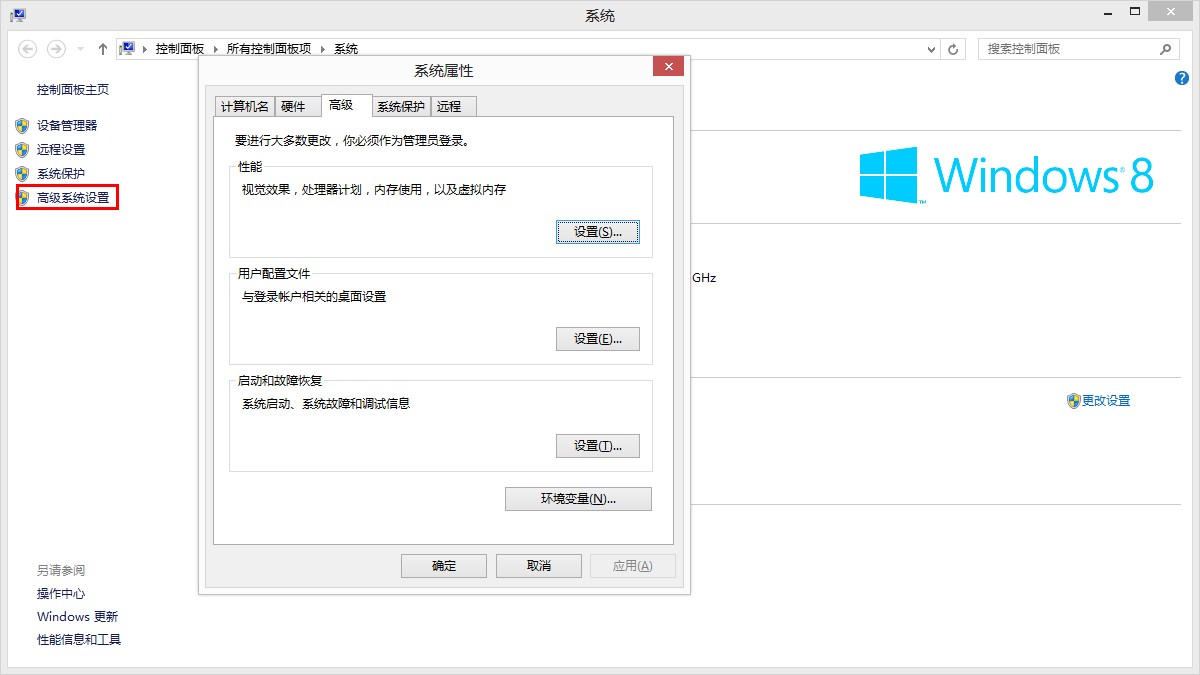 系统
控制面板 所有控制面板项 系统
搜索控制面板
控制面板主页
设备管理器
远程设置
系统保护
高级系统设置
系统属性
计算机名 硬件 高级 系统保护 远程
要进行大多数更改，你必须作为管理员登录。
性能
视觉效果，处理器计划，内存使用，以及虚拟内存
设置(S)...
用户配置文件
与登录帐户相关的桌面设置
设置(E)...
启动和故障恢复
系统启动、系统故障和调试信息
设置(T)...
环境变量(N)...
确定 取消 应用(A)
Windows 8
GHz
更改设置
另请参阅
操作中心
Windows 更新
性能信息和工具